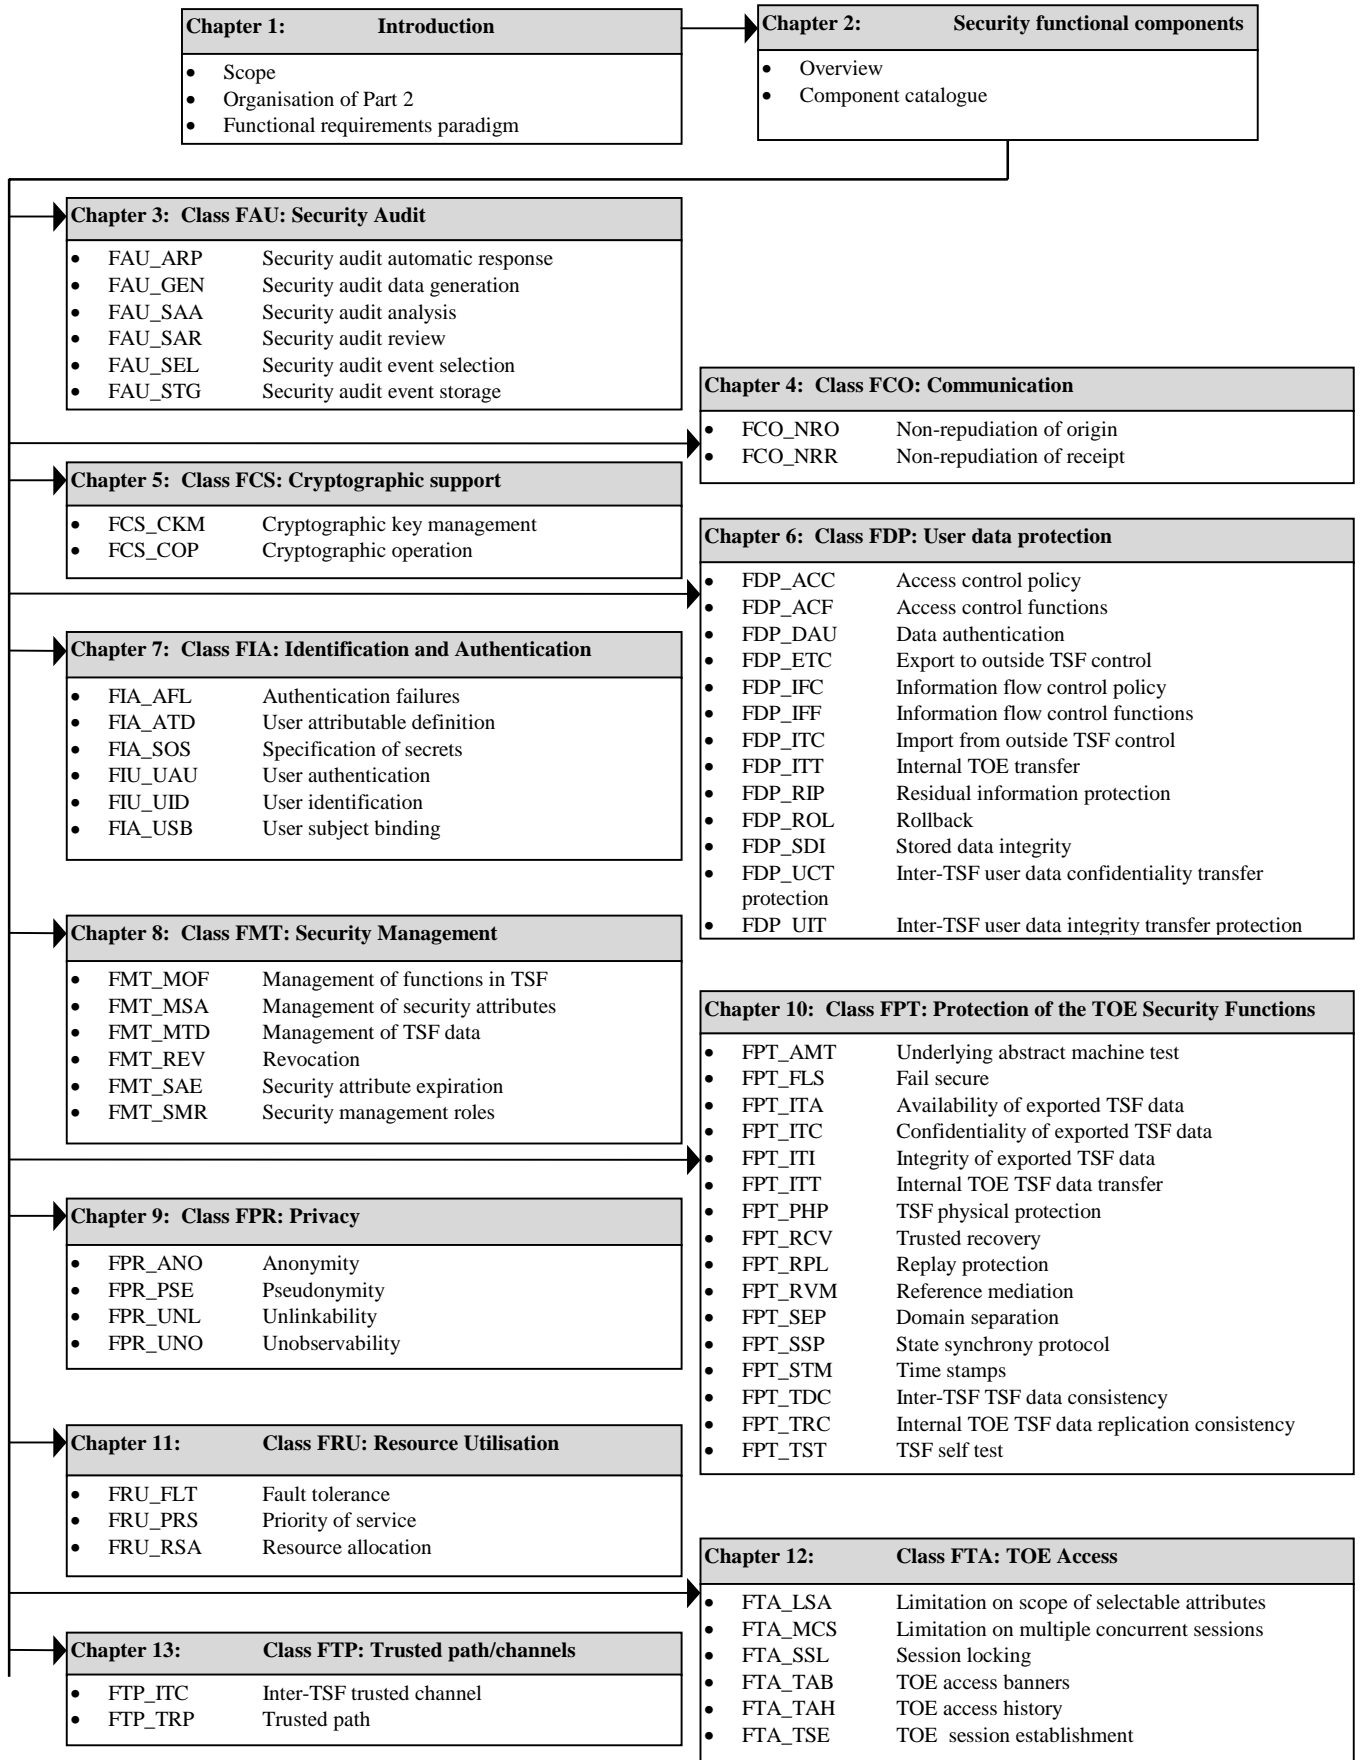 Chapter 1: Introduction
• Scope
• Organisation of Part 2
• Functional requirements paradigm
Chapter 2: Security functional components
• Overview
• Component catalogue
Chapter 3: Class FAU: Security Audit
• FAU_ARP Security audit automatic response
• FAU_GEN Security audit data generation
• FAU_SAA Security audit analysis
• FAU_SAR Security audit review
• FAU_SEL Security audit event selection
• FAU_STG Security audit event storage
Chapter 4: Class FCO: Communication
• FCO_NRO Non-repudiation of origin
• FCO_NRR Non-repudiation of receipt
Chapter 5: Class FCS: Cryptographic support
• FCS_CKM Cryptographic key management
• FCS_COP Cryptographic operation
Chapter 6: Class FDP: User data protection
• FDP_ACC Access control policy
• FDP_ACF Access control functions
• FDP_DAU Data authentication
• FDP_ETC Export to outside TSF control
• FDP_IFC Information flow control policy
• FDP_IFF Information flow control functions
• FDP_ITC Import from outside TSF control
• FDP_ITT Internal TOE transfer
• FDP_RIP Residual information protection
• FDP_ROL Rollback
• FDP_SDI Stored data integrity
• FDP_UCT Inter-TSF user data confidentiality transfer
protection
• FDP_UIT Inter-TSF user data integrity transfer protection
Chapter 7: Class FIA: Identification and Authentication
• FIA_AFL Authentication failures
• FIA_ATD User attributable definition
• FIA_SOS Specification of secrets
• FIU_UAU User authentication
• FIU_UID User identification
• FIA_USB User subject binding
Chapter 8: Class FMT: Security Management
• FMT_MOF Management of functions in TSF
• FMT_MSA Management of security attributes
• FMT_MTD Management of TSF data
• FMT_REV Revocation
• FMT_SAE Security attribute expiration
• FMT_SMR Security management roles
Chapter 9: Class FPR: Privacy
• FPR_ANO Anonymity
• FPR_PSE Pseudonymity
• FPR_UNL Unlinkability
• FPR_UNO Unobservability
Chapter 10: Class FPT: Protection of the TOE Security Functions
• FPT_AMT Underlying abstract machine test
• FPT_FLS Fail secure
• FPT_ITA Availability of exported TSF data
• FPT_ITC Confidentiality of exported TSF data
• FPT_ITI Integrity of exported TSF data
• FPT_ITT Internal TOE TSF data transfer
• FPT_PHP TSF physical protection
• FPT_RCV Trusted recovery
• FPT_RPL Replay protection
• FPT_RVM Reference mediation
• FPT_SEP Domain separation
• FPT_SSP State synchrony protocol
• FPT_STM Time stamps
• FPT_TDC Inter-TSF TSF data consistency
• FPT_TRC Internal TOE TSF data replication consistency
• FPT_TST TSF self test
Chapter 11: Class FRU: Resource Utilisation
• FRU_FLT Fault tolerance
• FRU_PRS Priority of service
• FRU_RSA Resource allocation
Chapter 12: Class FTA: TOE Access
• FTA_LSA Limitation on scope of selectable attributes
• FTA_MCS Limitation on multiple concurrent sessions
• FTA_SSL Session locking
• FTA_TAB TOE access banners
• FTA_TAH TOE access history
• FTA_TSE TOE session establishment
Chapter 13: Class FTP: Trusted path/channels
• FTP_ITC Inter-TSF trusted channel
• FTP_TRP Trusted path